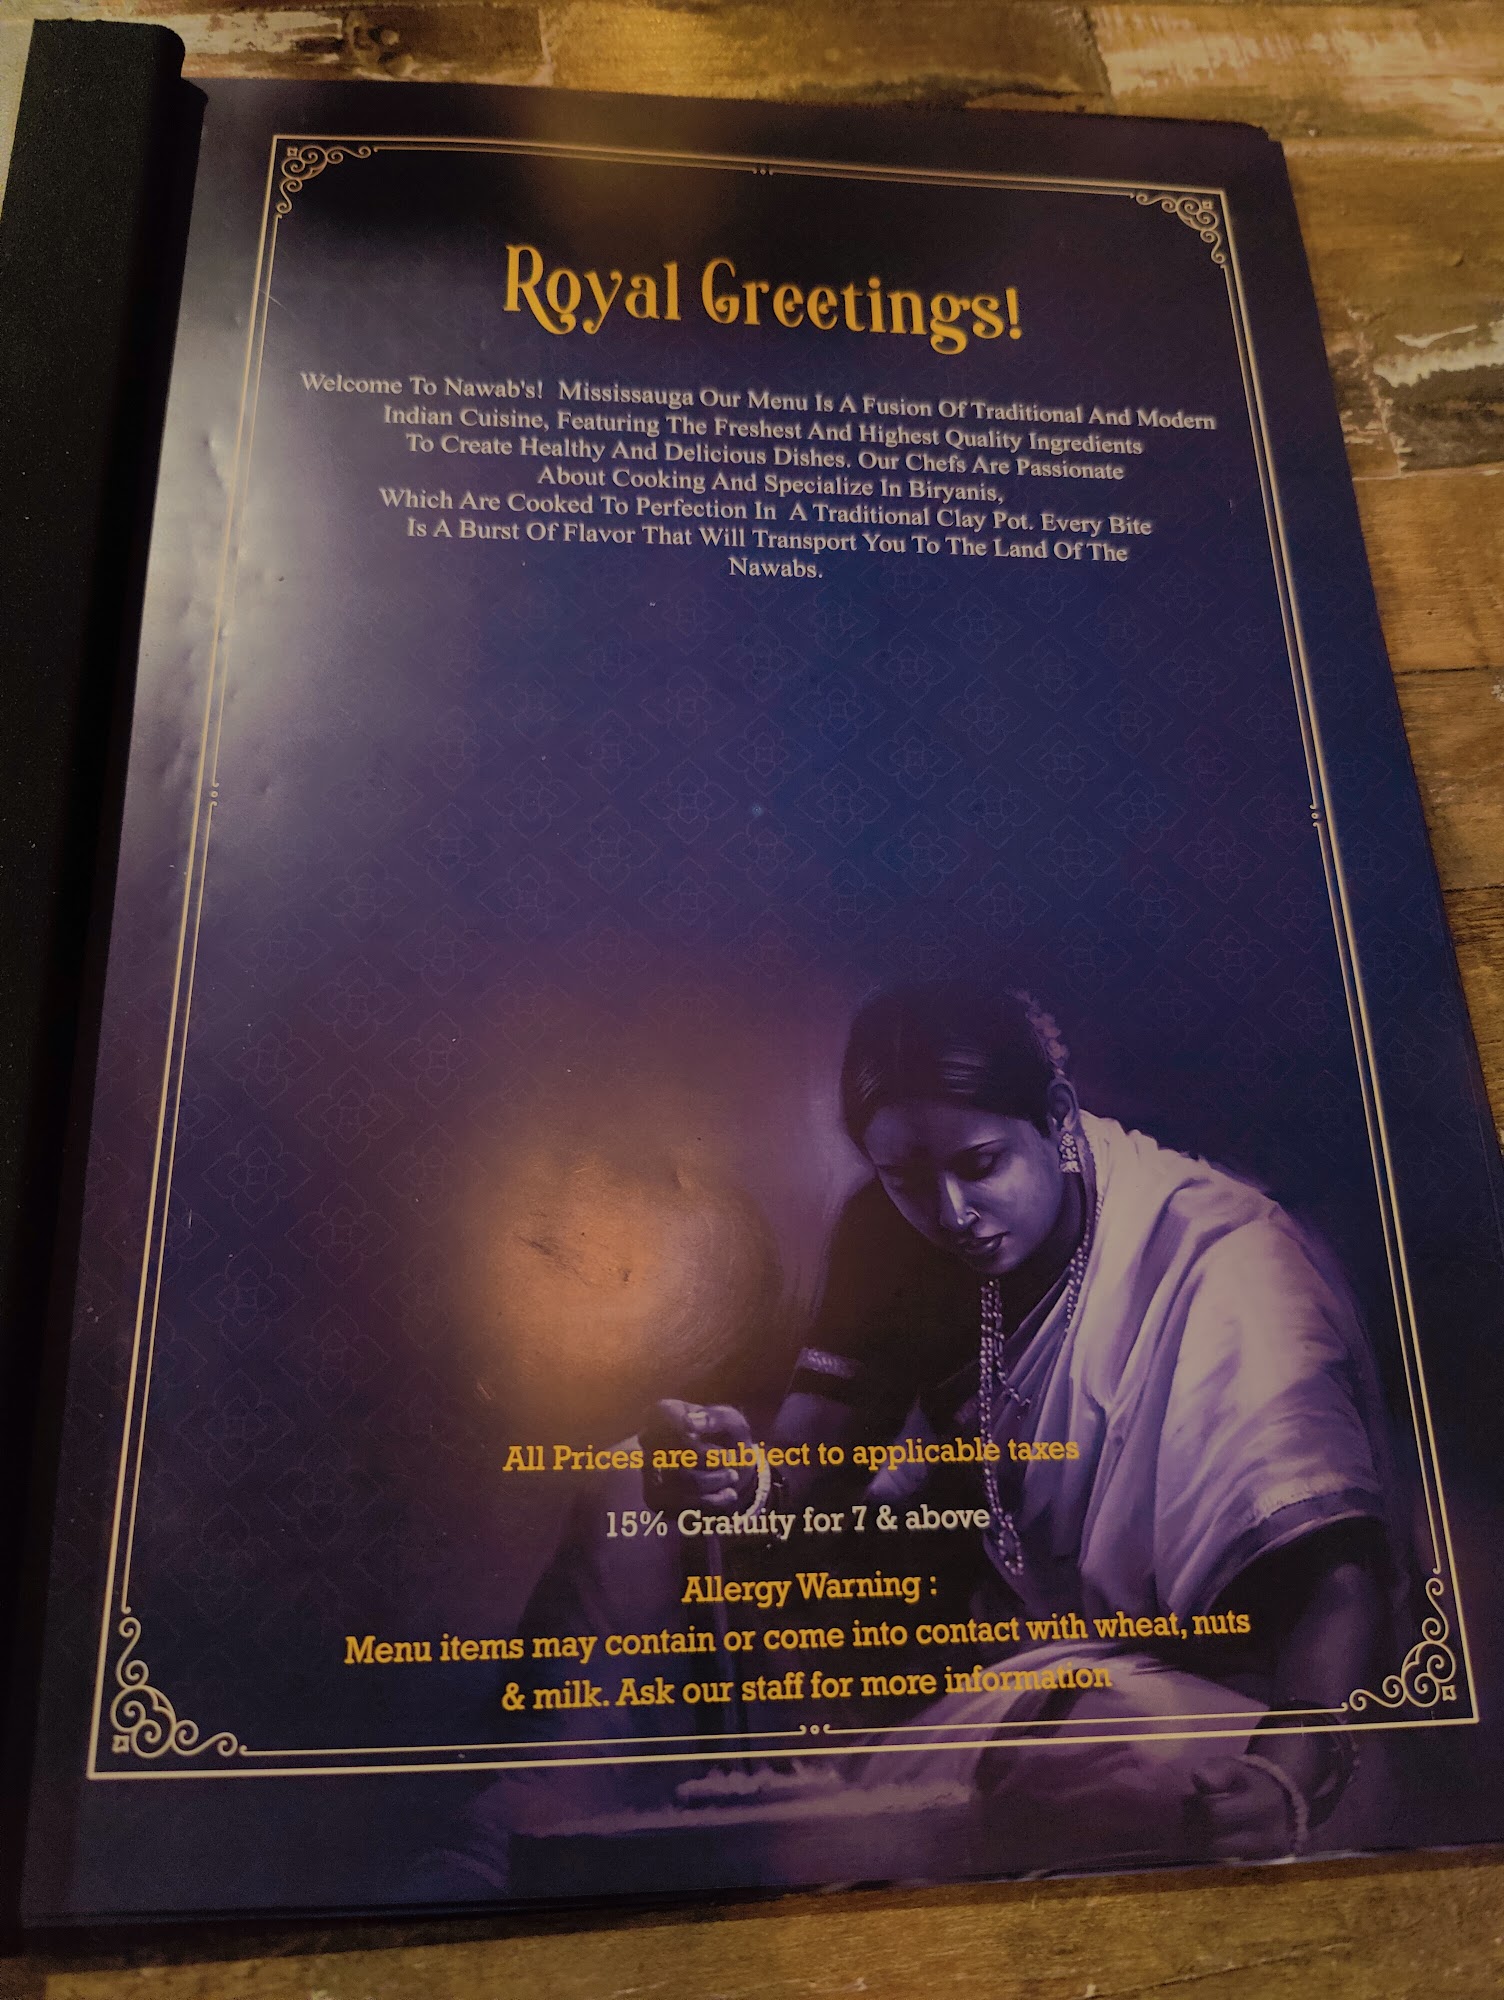 Royal Greetings!
Welcome To Nawab's!  Mississauga Our Menu Is A Fusion Of Traditional And Modern
Indian Cuisine, Featuring The Freshest And Highest Quality Ingredients
To Create Healthy And Delicious Dishes. Our Chefs Are Passionate
About Cooking And Specialize In Biryanis,
Which Are Cooked To Perfection In  A Traditional Clay Pot. Every Bite
Is A Burst Of Flavor That Will Transport You To The Land Of The
Nawabs.
All Prices are subject to applicable taxes
15% Gratuity for 7 & above
Allergy Warning :
Menu items may contain or come into contact with wheat, nuts
& milk. Ask our staff for more information